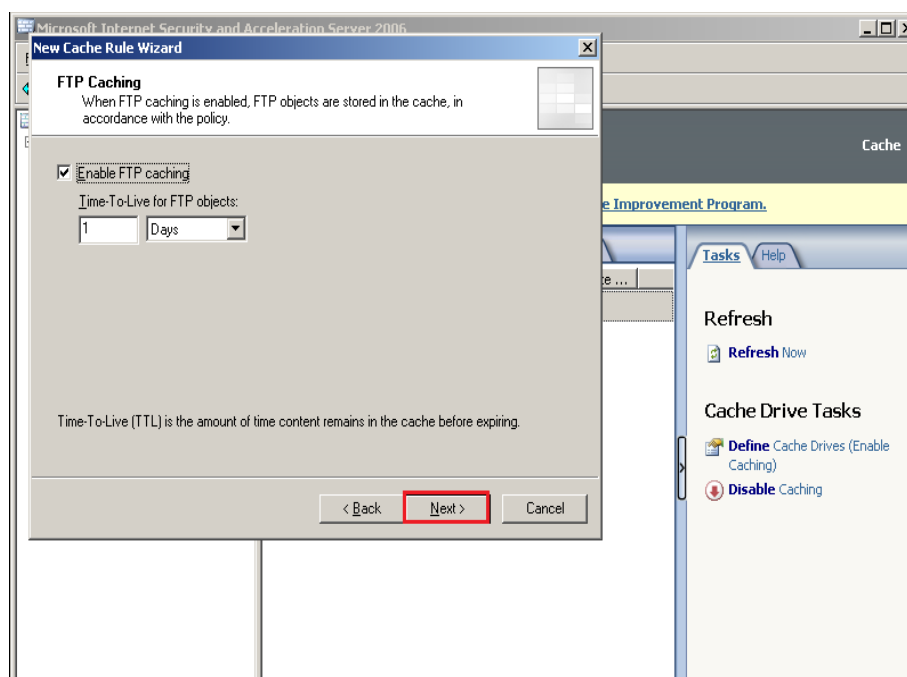 Microsoft Internet Security and Acceleration Server 2006
New Cache Rule Wizard
FTP Caching
When FTP caching is enabled, FTP objects are stored in the cache, in
accordance with the policy.
Enable FTP caching
Time-To-Live for FTP objects:
1 Days
Time-To-Live (TTL) is the amount of time content remains in the cache before expiring.
< Back Next > Cancel
Cache
e Improvement Program.
te ...
Tasks Help
Refresh
Refresh Now
Cache Drive Tasks
Define Cache Drives (Enable
Caching)
Disable Caching